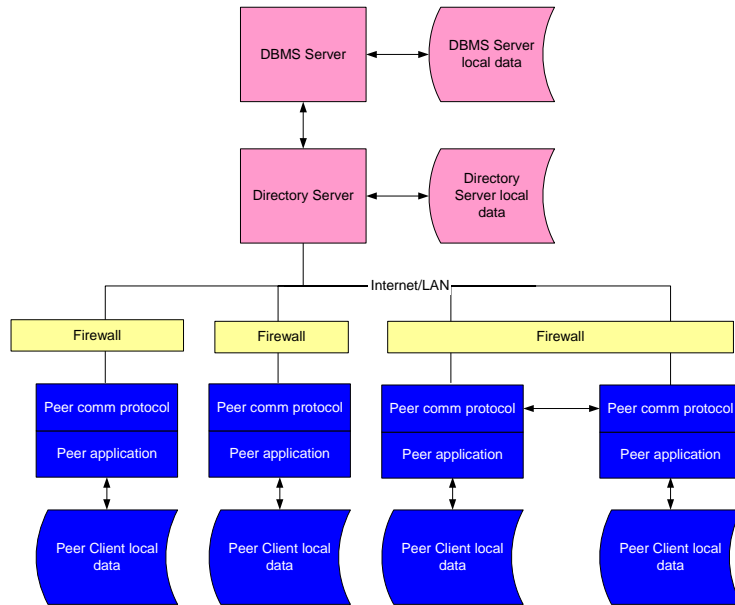 DBMS Server
DBMS Server
local data
Directory Server
Directory
Server local
data
Internet/LAN
Firewall
Firewall
Firewall
Peer comm protocol
Peer comm protocol
Peer comm protocol
Peer comm protocol
Peer application
Peer application
Peer application
Peer application
Peer Client local
data
Peer Client local
data
Peer Client local
data
Peer Client local
data